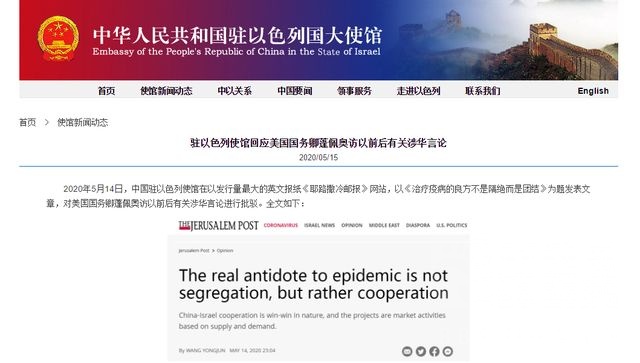 中华人民共和国驻以色列国大使馆
Embassy of the People's Republic of China in the State of Israel
首页 使馆新闻动态 中以关系 中国要闻 领事服务 走进以色列 联系我们 English
首页 > 使馆新闻动态
驻以色列使馆回应美国国务卿蓬佩奥访以前后有关涉华言论
2020/05/15
2020年5月14日，中国驻以色列使馆在以发行量最大的英文报纸《耶路撒冷邮报》网站，以《治疗疫病的良方不是隔绝而是团结》为题发表文
章，对美国国务卿蓬佩奥访以前后有关涉华言论进行批驳。全文如下：
THE JERUSALEM POST CORONAVIRUS ISRAEL NEWS OPINION MIDDLE EAST DIASPORA U.S. POLITICS
Jerusalem Post > Opinion
The real antidote to epidemic is not
segregation, but rather cooperation
China-Israel cooperation is win-win in nature, and the projects are market activities
based on supply and demand.
By WANG YONGJUN MAY 14, 2020 23:04